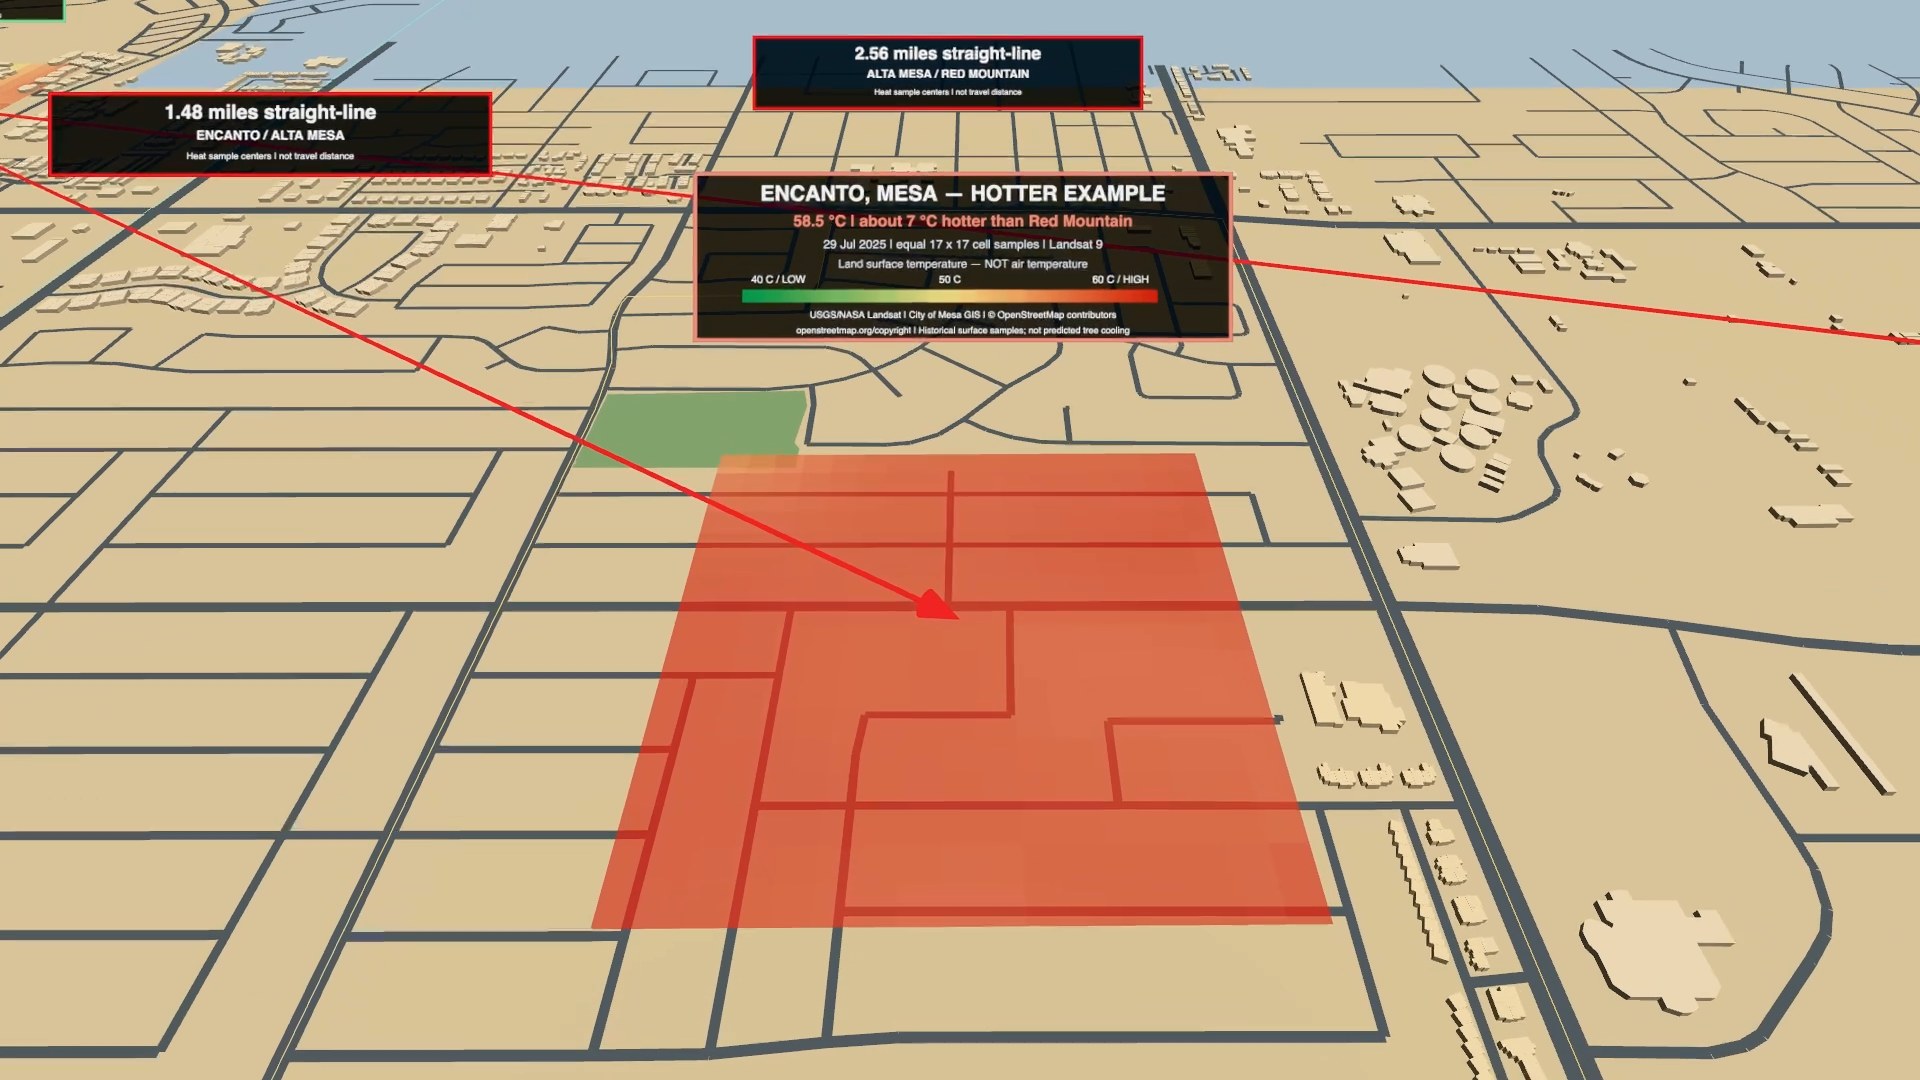 2.56 miles straight-line
ALTA MESA / RED MOUNTAIN
Heat sample centers | not travel distance
1.48 miles straight-line
ENCANTO / ALTA MESA
Heat sample centers | not travel distance
ENCANTO, MESA — HOTTER EXAMPLE
58.5 °C | about 7 °C hotter than Red Mountain
29 Jul 2025 | equal 17 x 17 cell samples | Landsat 9
Land surface temperature — NOT air temperature
40 C / LOW 50 C 60 C / HIGH
USGS/NASA Landsat | City of Mesa GIS | © OpenStreetMap contributors
openstreetmap.org/copyright | Historical surface samples; not predicted tree cooling